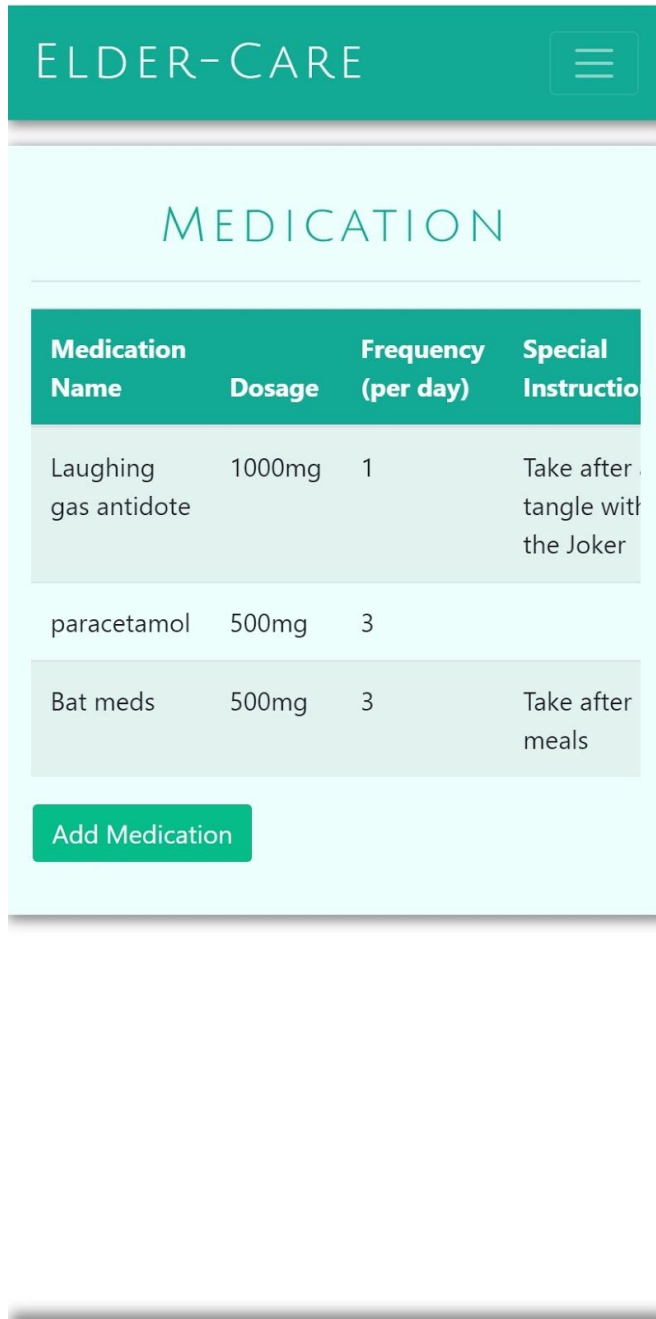 ELDER-CARE
MEDICATION
Medication Name
Dosage
Frequency (per day)
Special Instructio
Laughing gas antidote
1000mg
1
Take after
tangle with
the Joker
paracetamol
500mg
3
Bat meds
500mg
3
Take after
meals
Add Medication